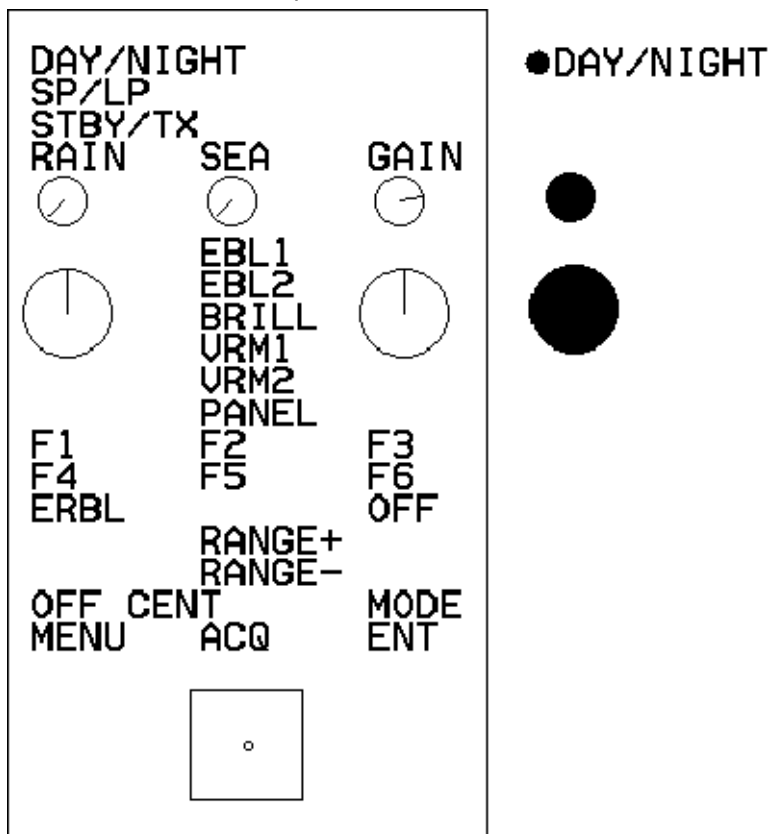 DAY/NIGHT ●DAY/NIGHT
SP/LP
STBY/TX
RAIN SEA GAIN
EBL1
EBL2
BRILL
VRM1
VRM2
PANEL
F1 F2 F3
F4 F5 F6
ERBL OFF
RANGE+
RANGE-
OFF CENT MODE
MENU ACQ ENT